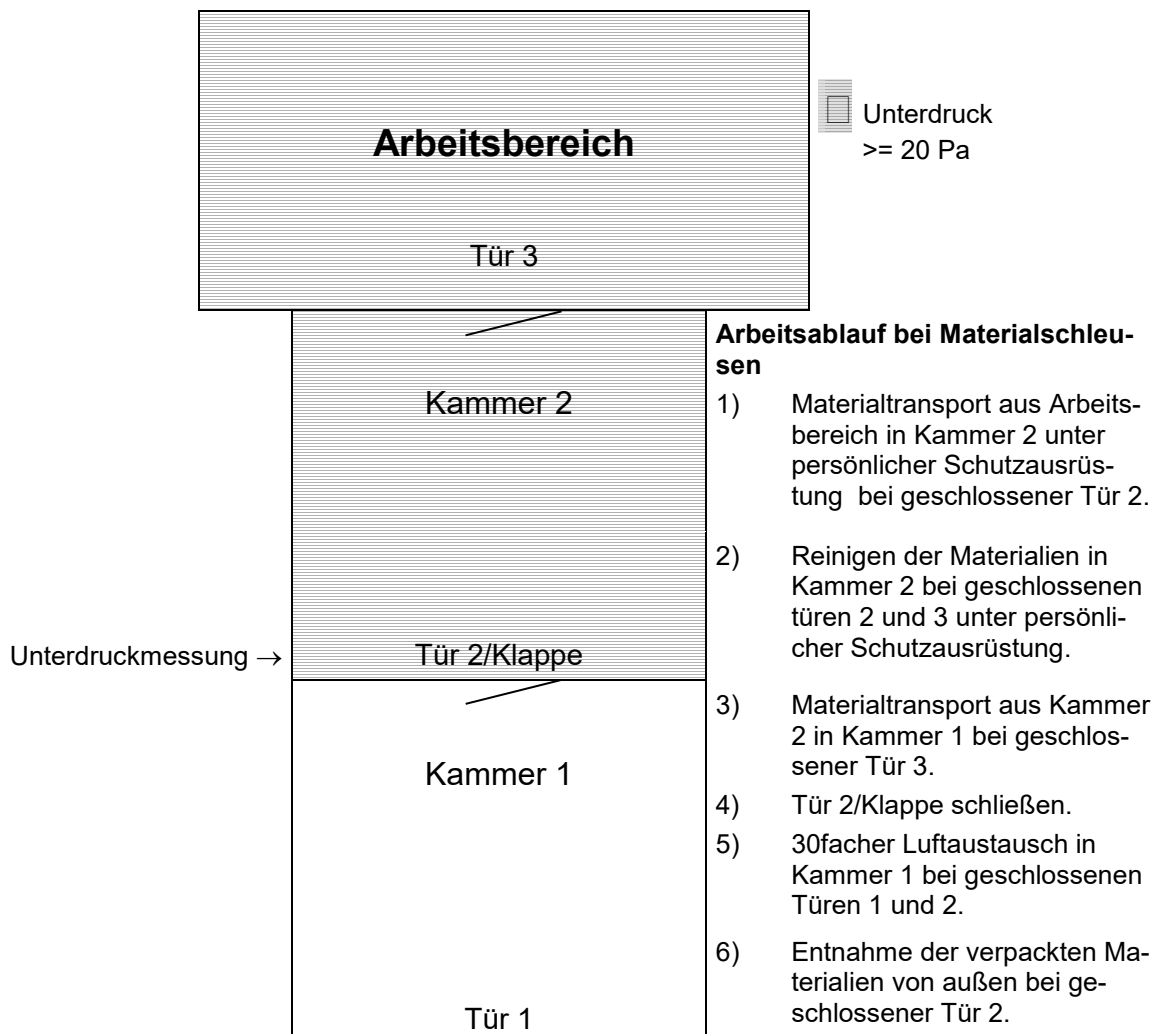 Arbeitsbereich
Unterdruck
>= 20 Pa
Tür 3
Kammer 2
Unterdruckmessung →
Tür 2/Klappe
Kammer 1
Tür 1
Arbeitsablauf bei Materialschleu-
sen
1) Materialtransport aus Arbeits-
bereich in Kammer 2 unter
persönlicher Schutzausrüs-
tung bei geschlossener Tür 2.
2) Reinigen der Materialien in
Kammer 2 bei geschlossenen
türen 2 und 3 unter persönli-
cher Schutzausrüstung.
3) Materialtransport aus Kammer
2 in Kammer 1 bei geschlos-
sener Tür 3.
4) Tür 2/Klappe schließen.
5) 30facher Luftaustausch in
Kammer 1 bei geschlossenen
Türen 1 und 2.
6) Entnahme der verpackten Ma-
terialien von außen bei ge-
schlossener Tür 2.